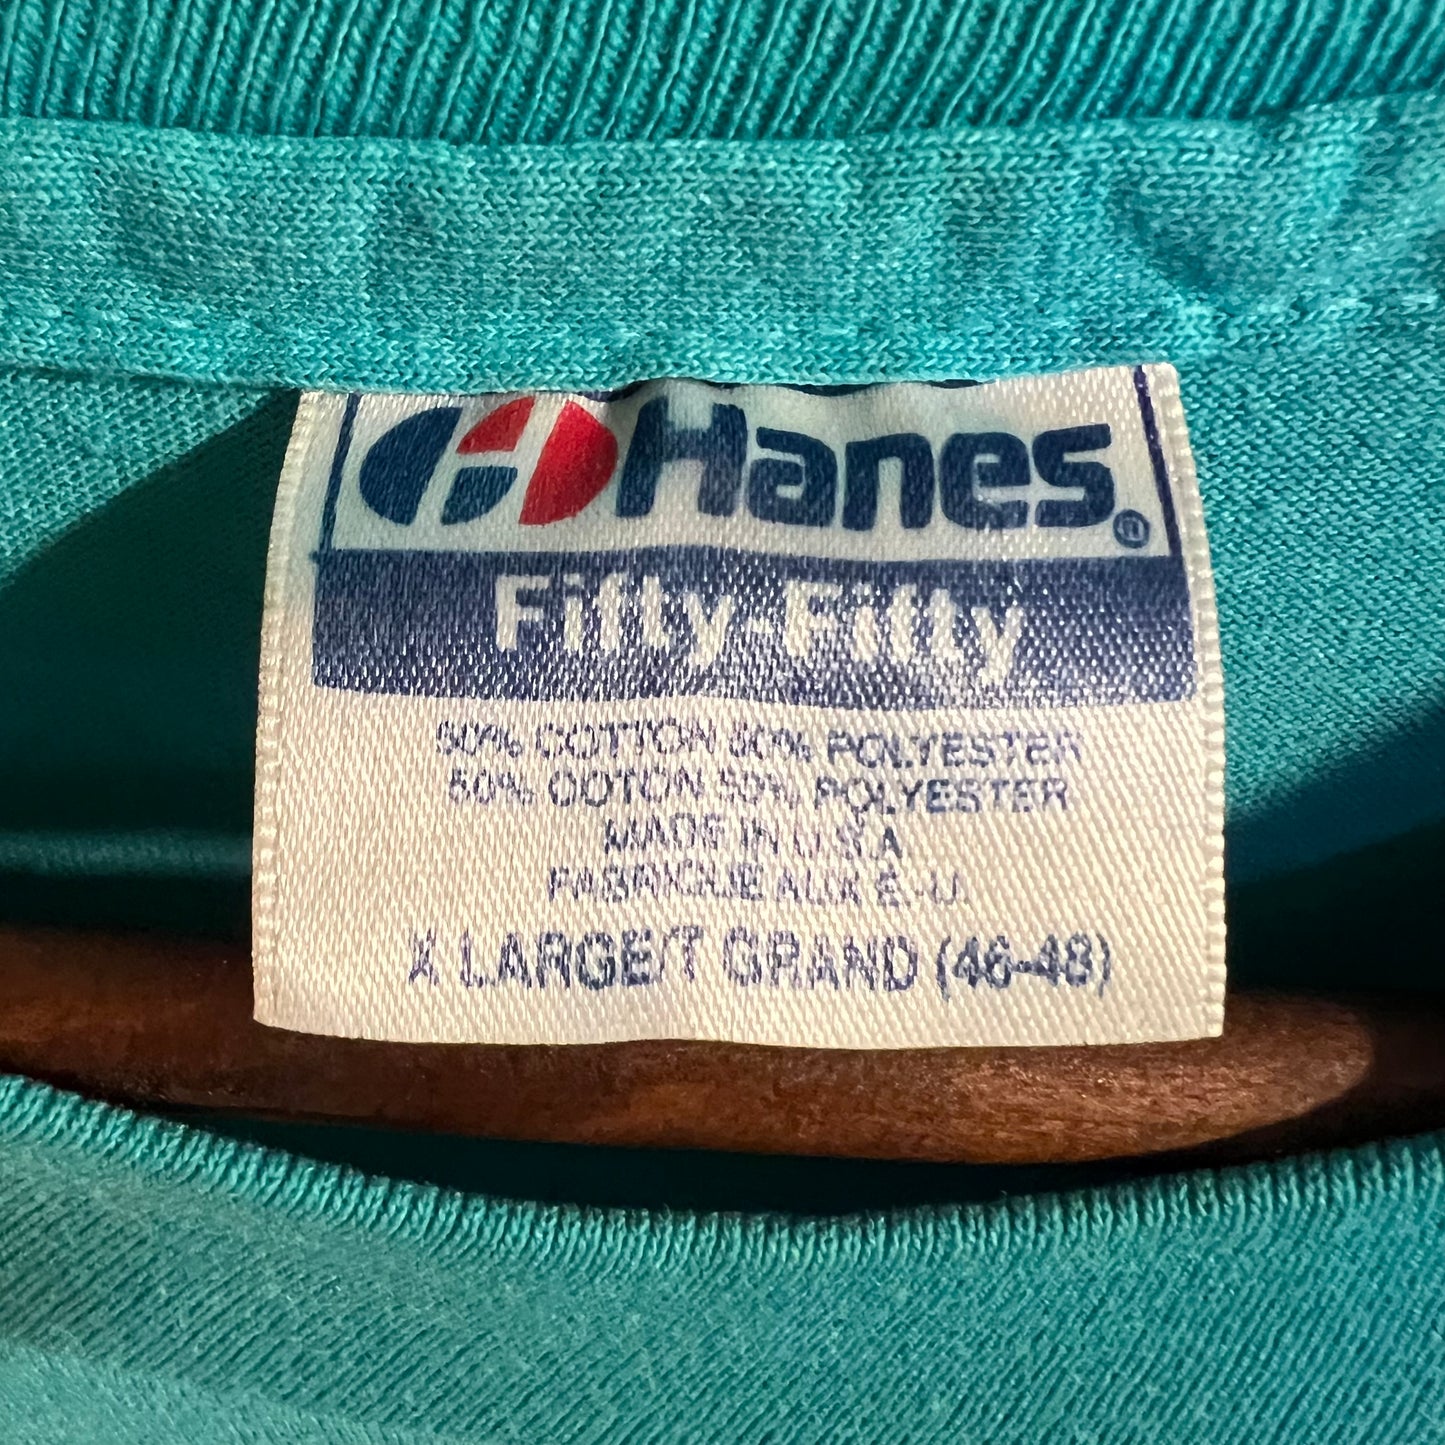 Hanes®
Fifty-Fifty
50% COTTON 50% POLYESTER
50% COTON 50% POLYESTER
MADE IN U.S.A.
FABRIQUE AUX É.-U.
X LARGE/T GRAND (46-48)